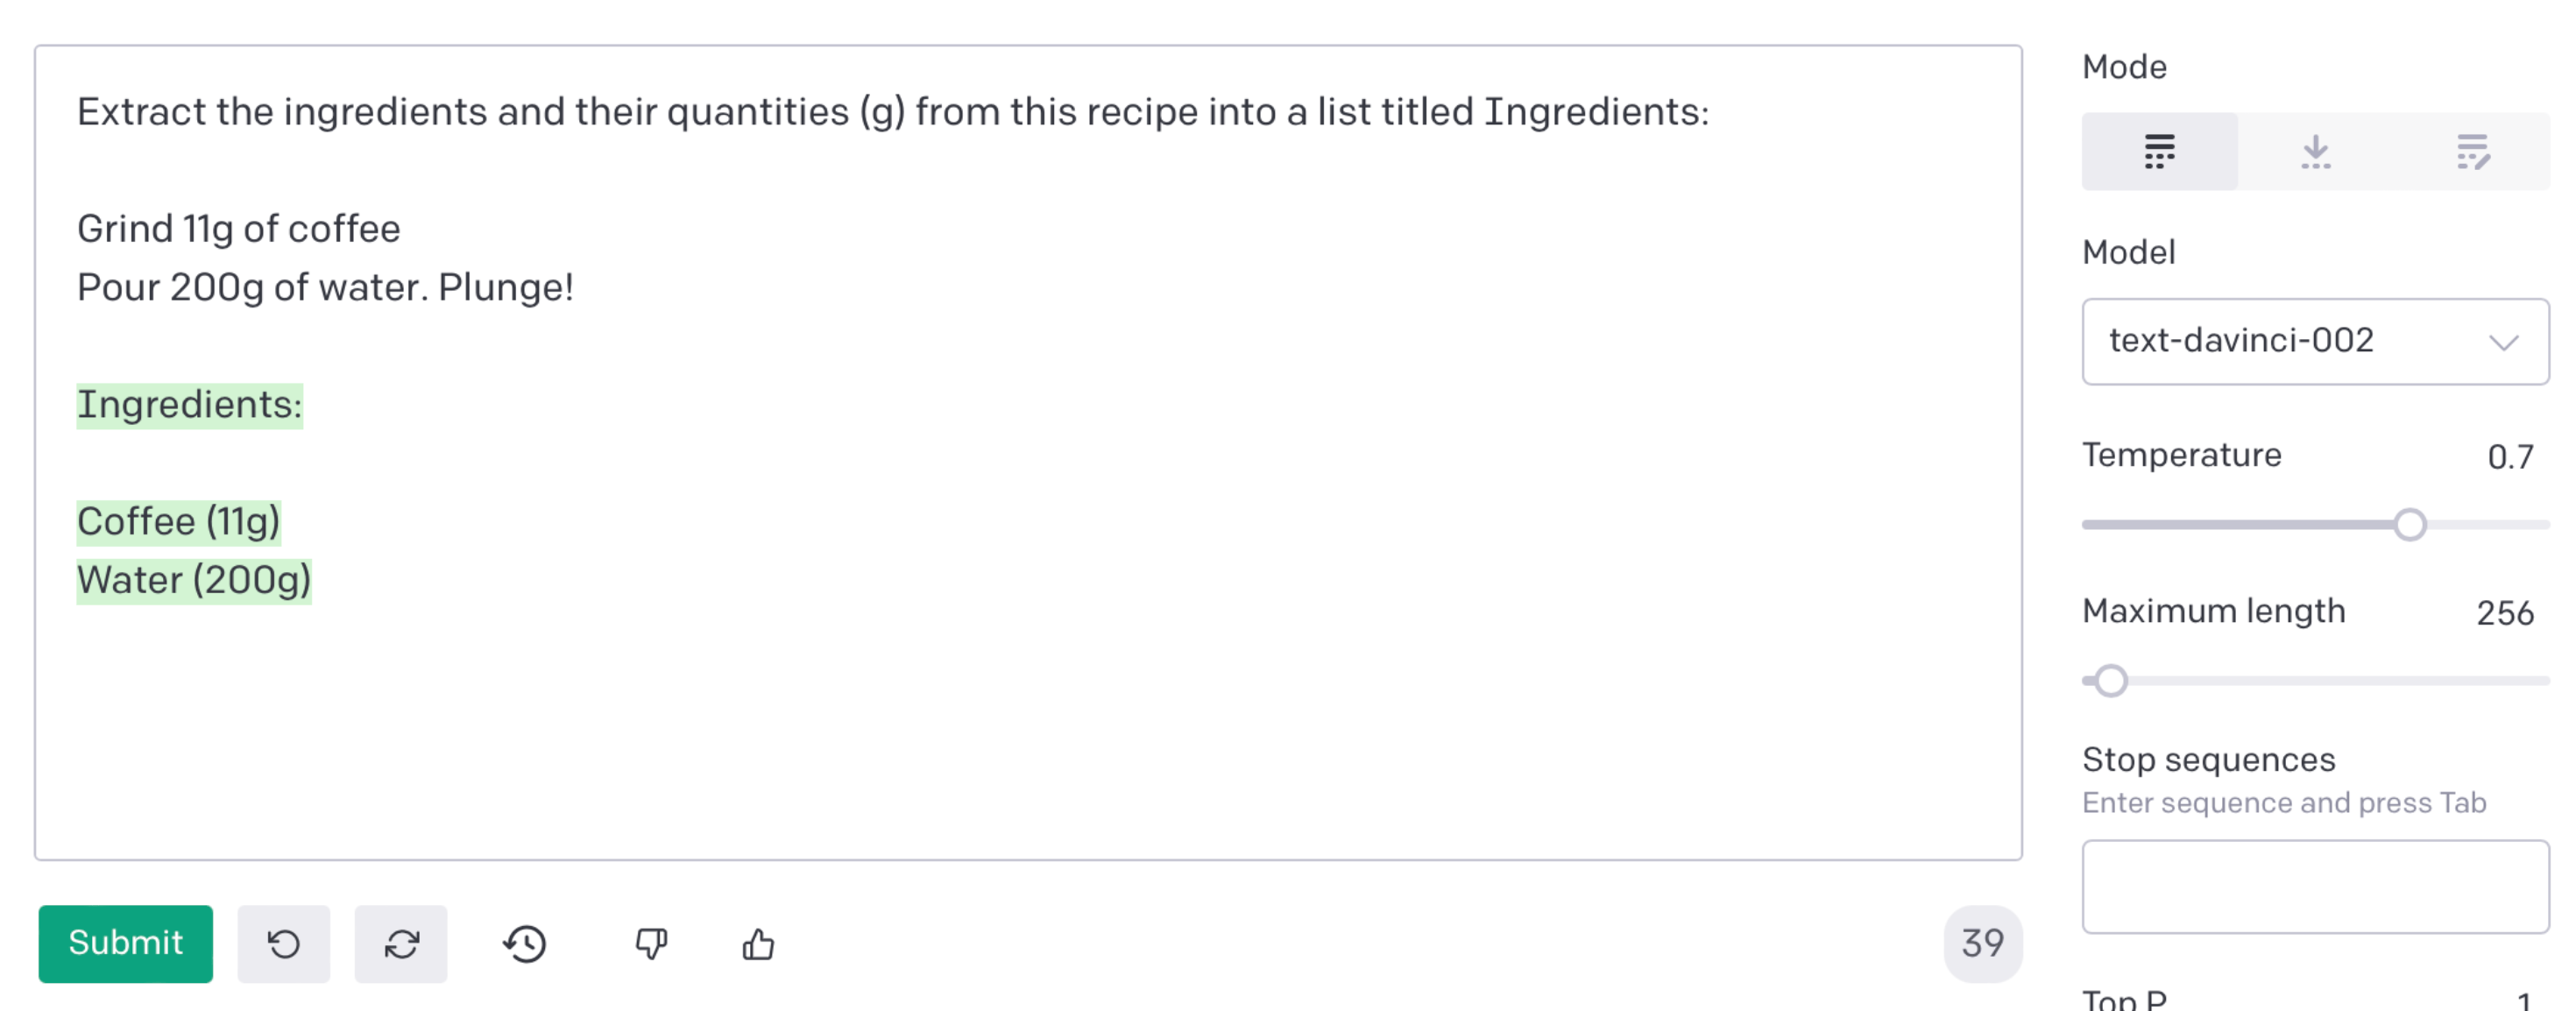 Extract the ingredients and their quantities (g) from this recipe into a list titled Ingredients:
Grind 11g of coffee
Pour 200g of water. Plunge!
Ingredients:
Coffee (11g)
Water (200g)
Submit
39
Mode
Model
text-davinci-002
Temperature 0.7
Maximum length 256
Stop sequences
Enter sequence and press Tab
Top P 1